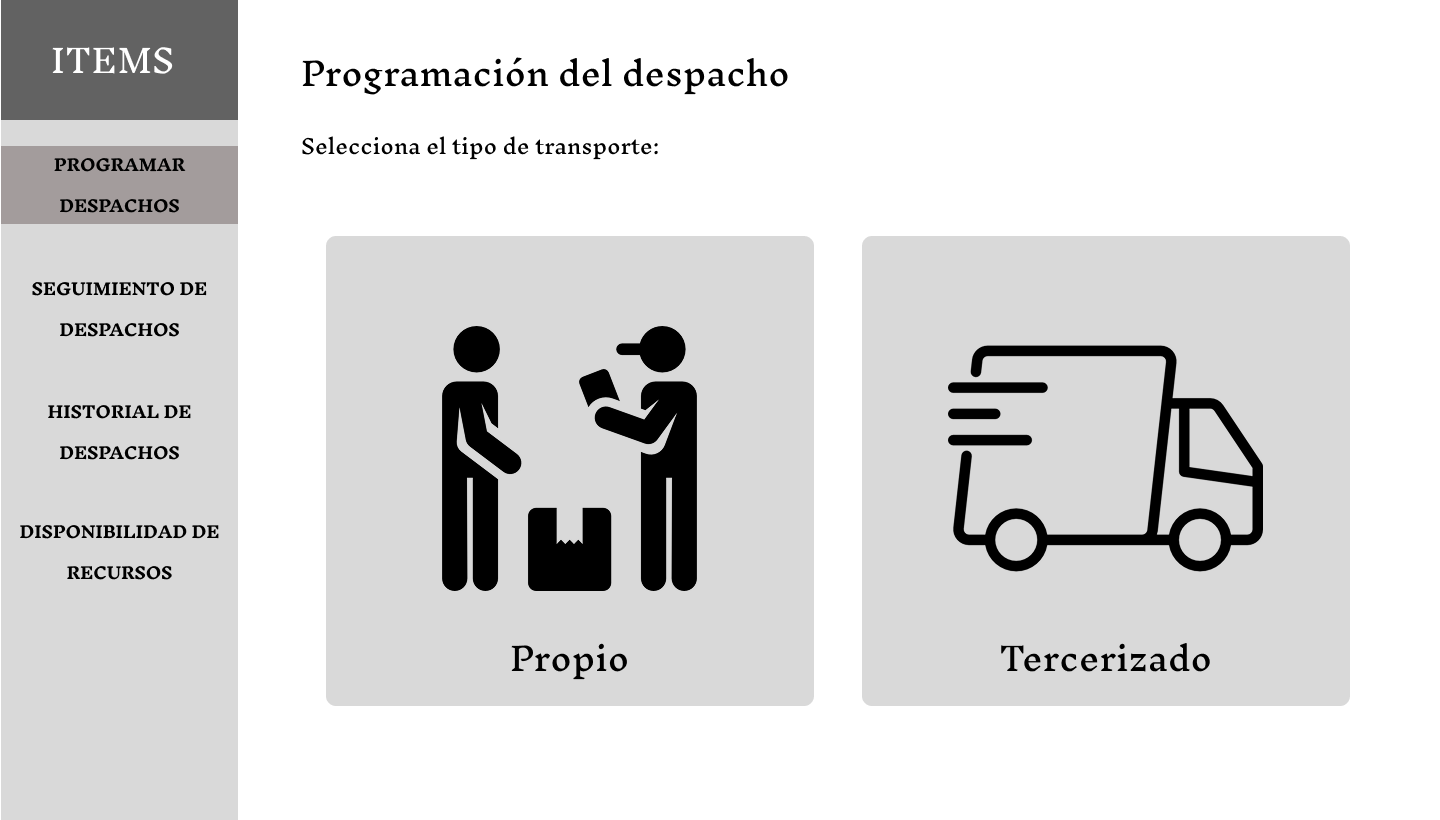 ITEMS
PROGRAMAR
DESPACHOS
SEGUIMIENTO DE
DESPACHOS
HISTORIAL DE
DESPACHOS
DISPONIBILIDAD DE
RECURSOS
Programación del despacho
Selecciona el tipo de transporte:
Propio
Tercerizado